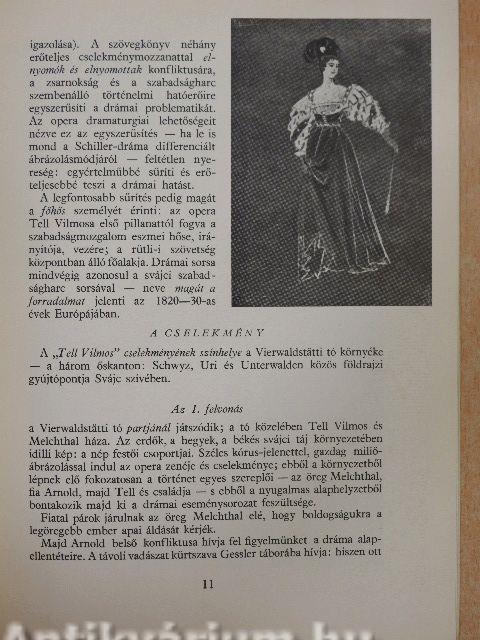 igazolása). A szövegkönyv néhány
erőteljes cselekménymozzanattal el-
nyomók és elnyomottak konfliktusára,
a zsarnokság és a szabadságharc
szembenálló történelmi hatóerőire
egyszerűsíti a drámai problematikát.
Az opera dramaturgiai lehetőségeit
nézve ez az egyszerűsítés — ha le is
mond a Schiller-dráma differenciált
ábrázolásmódjáról — feltétlen nye-
reség: egyértelműbbé sűríti és erő-
teljesebbé teszi a drámai hatást.
A legfontosabb sűrítés pedig magát
a főhős személyét érinti: az opera
Tell Vilmosa első pillanattól fogva a
szabadságmozgalom eszmei hőse, irá-
nyítója, vezére; a rütli-i szövetség
központban álló főalakja. Drámai sorsa
mindvégig azonosul a svájci szabad-
ságharc sorsával — neve magát a
forradalmat jelenti az 1820—30-as
évek Európájában.
A CSELEKMÉNY
A „Tell Vilmos” cselekményének színhelye a Vierwaldstätti tó környéke
— a három őskanton: Schwyz, Uri és Unterwalden közös földrajzi
gyújtópontja Svájc szívében.
Az 1. felvonás
a Vierwaldstätti tó partjánál játszódik; a tó közelében Tell Vilmos és
Melchthal háza. Az erdők, a hegyek, a békés svájci táj környezetében
idilli kép: a nép festői csoportjai. Széles kórus-jelenettel, gazdag milió-
ábrázolással indul az opera zenéje és cselekménye; ebből a környezetből
lépnek elő fokozatosan a történet egyes szereplői — az öreg Melchthal,
fia Arnold, majd Tell és családja — s ebből a nyugalmas alaphelyzetből
bontakozik majd ki a drámai eseménysorozat feszültsége.
Fiatal párok járulnak az öreg Melchthal elé, hogy boldogságukra a
legöregebb ember apai áldását kérjék.
Majd Arnold belső konfliktusa hívja fel figyelmünket a dráma alap-
ellentéteire. A távoli vadászat kürtszava Gessler táborába hívja: hiszen ott
11
Antikvárium.hu